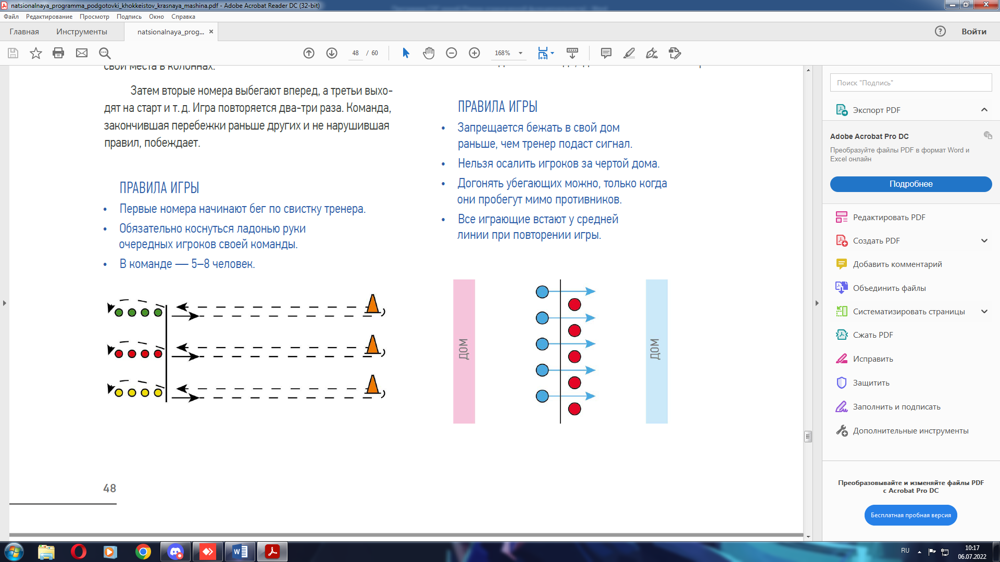 natsionalnaya_programma_podgotovki_khokkeistov_krasnaya_mashina.pdf - Adobe Acrobat Reader DC (32-bit)
Файл Редактирование Просмотр Подпись Окно Справка
Главная Инструменты natsionalnaya_prog... × Войти
48 / 60 168%
свои места в колоннах.
Затем вторые номера выбегают вперед, а третьи выхо-
дят на старт и т. д. Игра повторяется два-три раза. Команда,
закончившая перебежки раньше других и не нарушившая
правил, побеждает.
ПРАВИЛА ИГРЫ
• Первые номера начинают бег по свистку тренера.
• Обязательно коснуться ладонью руки
очередных игроков своей команды.
• В команде — 5–8 человек.
48
ПРАВИЛА ИГРЫ
• Запрещается бежать в свой дом
раньше, чем тренер подаст сигнал.
• Нельзя осалить игроков за чертой дома.
• Догонять убегающих можно, только когда
они пробегут мимо противников.
• Все играющие встают у средней
линии при повторении игры.
ДОМ
ДОМ
Поиск "Подпись"
Экспорт PDF
Adobe Acrobat Pro DC
Преобразуйте файлы PDF в формат Word и
Excel онлайн
Подробнее
Редактировать PDF
Создать PDF
Добавить комментарий
Объединить файлы
Систематизировать страницы
Сжать PDF
Исправить
Защитить
Заполнить и подписать
Дополнительные инструменты
Преобразовывайте и изменяйте файлы PDF
с Acrobat Pro DC
Бесплатная пробная версия
RU 10:17
06.07.2022